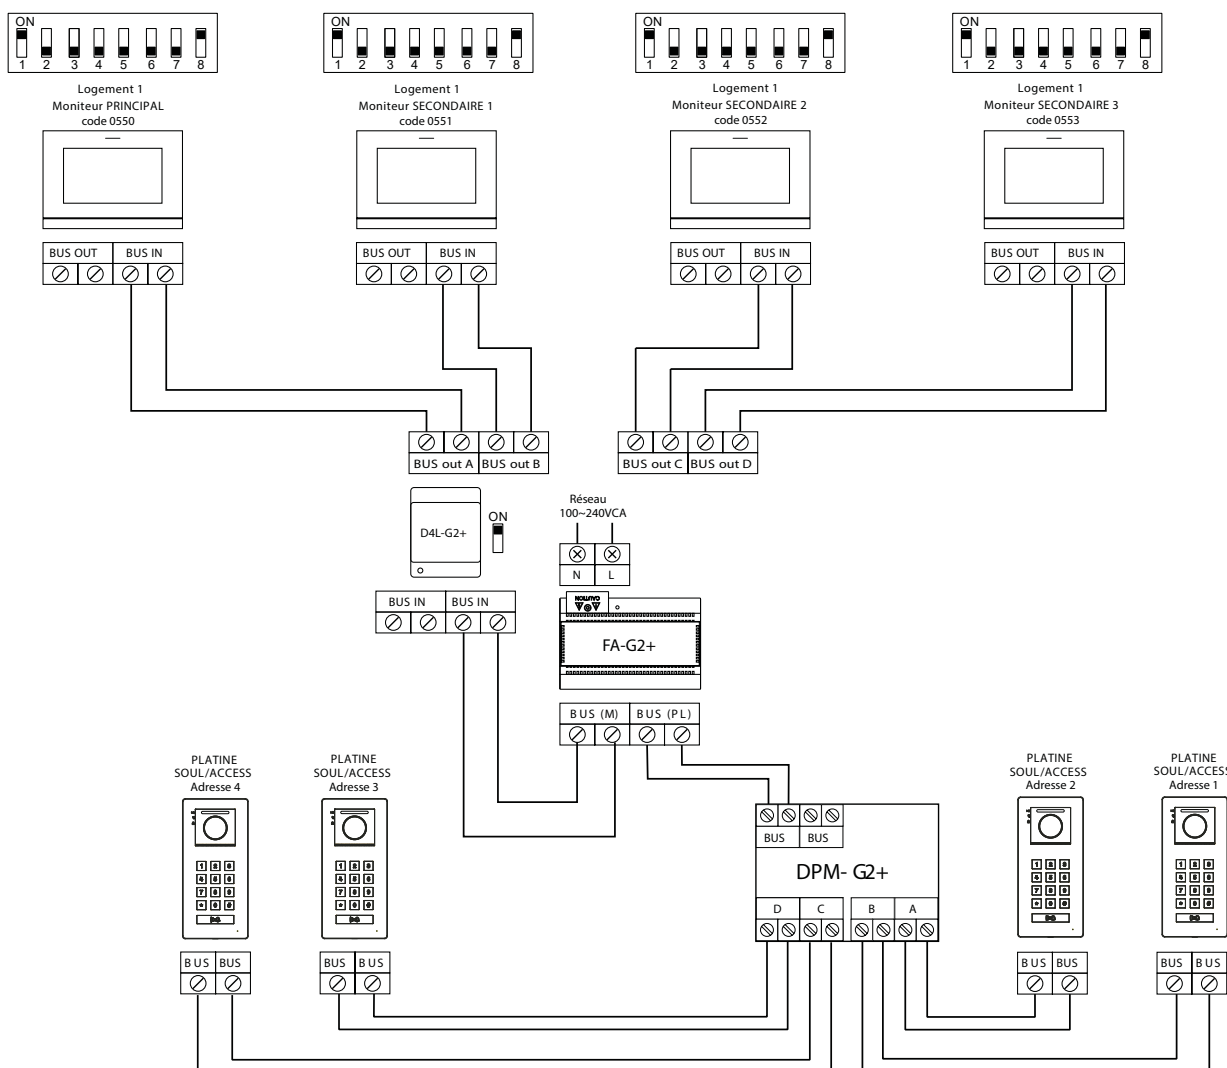 ON ON ON ON
1 2 3 4 5 6 7 8 1 2 3 4 5 6 7 8 1 2 3 4 5 6 7 8 1 2 3 4 5 6 7 8
Logement 1
Moniteur PRINCIPAL
code 0550
Logement 1
Moniteur SECONDAIRE 1
code 0551
Logement 1
Moniteur SECONDAIRE 2
code 0552
Logement 1
Moniteur SECONDAIRE 3
code 0553
BUS OUT BUS IN
BUS OUT BUS IN
BUS OUT BUS IN
BUS OUT BUS IN
BUS out A BUS out B
BUS out C BUS out D
D4L-G2+
ON
Réseau
100~240VCA
N L
CAUTION
BUS IN BUS IN
FA-G2+
BUS (M) BUS (PL)
PLATINE
SOUL/ACCESS
Adresse 4
PLATINE
SOUL/ACCESS
Adresse 3
PLATINE
SOUL/ACCESS
Adresse 2
PLATINE
SOUL/ACCESS
Adresse 1
BUS BUS
DPM- G2+
D C B A
BUS BUS
BUS BUS
BUS BUS
BUS BUS